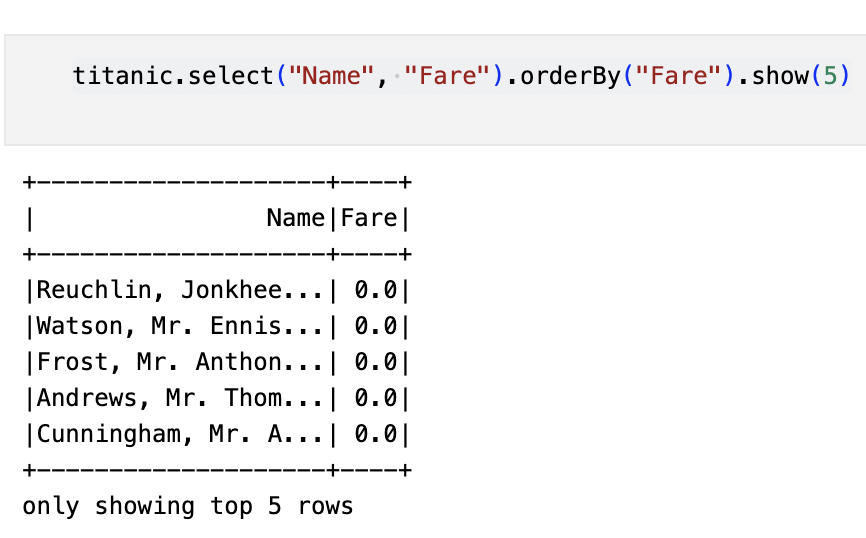 titanic.select("Name", "Fare").orderBy("Fare").show(5)
+--------------------+----+
|                Name|Fare|
+--------------------+----+
|Reuchlin, Jonkhee...| 0.0|
|Watson, Mr. Ennis...| 0.0|
|Frost, Mr. Anthon...| 0.0|
|Andrews, Mr. Thom...| 0.0|
|Cunningham, Mr. A...| 0.0|
+--------------------+----+
only showing top 5 rows